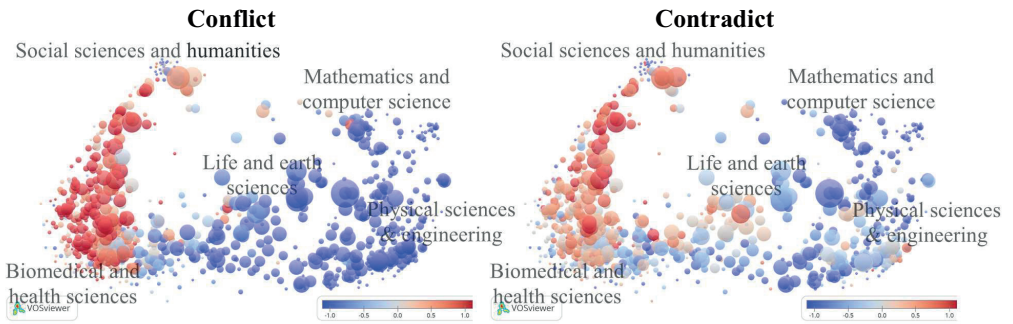 Conflict
Social sciences and humanities
Mathematics and
computer science
Life and earth
sciences
Physical sciences
& engineering
Biomedical and
health sciences
VOSviewer
-1.0 -0.5 0.0 0.5 1.0
Contradict
Social sciences and humanities
Mathematics and
computer science
Life and earth
sciences
Physical sciences
& engineering
Biomedical and
health sciences
VOSviewer
-1.0 -0.5 0.0 0.5 1.0